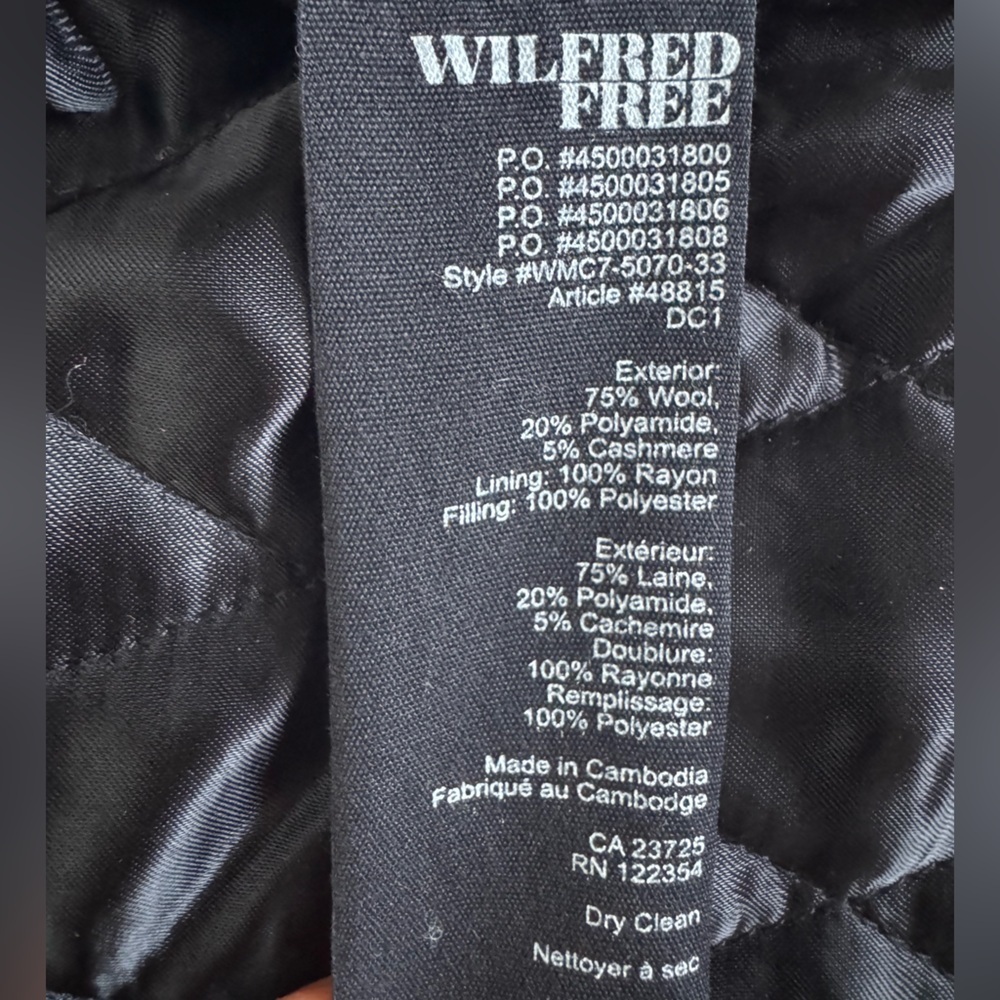 WILFRED
FREE
P.O. #4500031800
P.O. #4500031805
P.O. #4500031806
P.O. #4500031808
Style #WMC7-5070-33
Article #48815
DC1
Exterior:
75% Wool,
20% Polyamide,
5% Cashmere
Lining: 100% Rayon
Filling: 100% Polyester
Extérieur:
75% Laine,
20% Polyamide,
5% Cachemire
Doublure:
100% Rayonne
Remplissage:
100% Polyester
Made in Cambodia
Fabriqué au Cambodge
CA 23725
RN 122354
Dry Clean
Nettoyer à sec